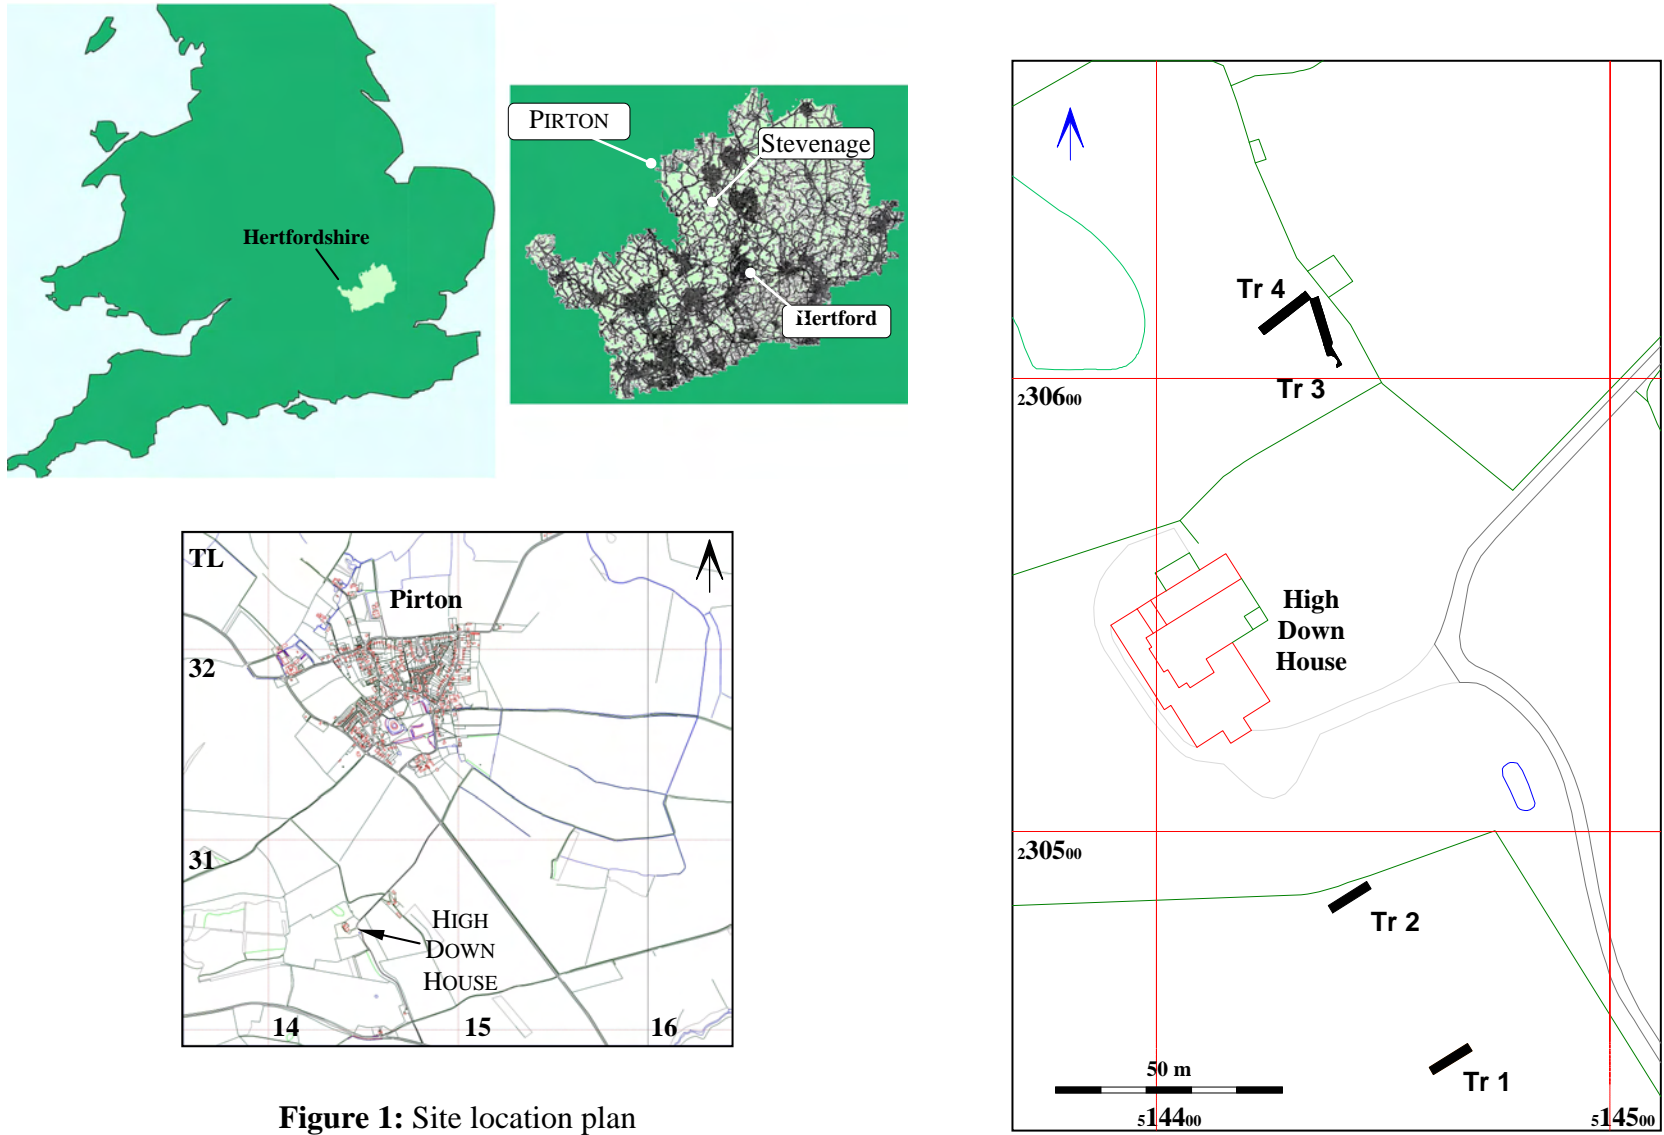 Hertfordshire
PIRTON
Stevenage
Hertford
TL
Pirton
32
31
HIGH
DOWN
HOUSE
14
15
16
Tr 4
Tr 3
230600
High
Down
House
230500
Tr 2
50 m
Tr 1
514400
514500
Figure 1: Site location plan